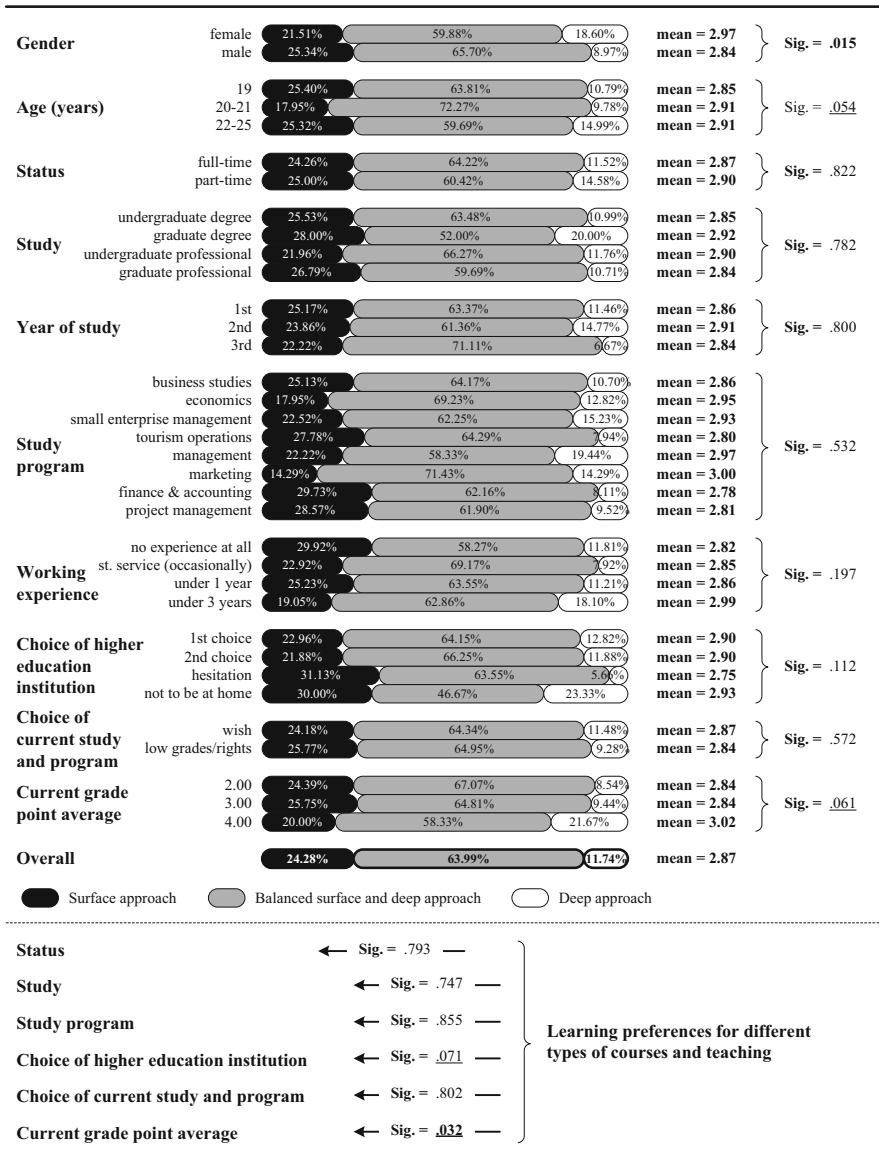 Gender
female 21.51% 59.88% 18.60% mean = 2.97
male 25.34% 65.70% 8.97% mean = 2.84
Sig. = .015
Age (years)
19 25.40% 63.81% 10.79% mean = 2.85
20-21 17.95% 72.27% 9.78% mean = 2.91
22-25 25.32% 59.69% 14.99% mean = 2.91
Sig. = .054
Status
full-time 24.26% 64.22% 11.52% mean = 2.87
part-time 25.00% 60.42% 14.58% mean = 2.90
Sig. = .822
Study
undergraduate degree 25.53% 63.48% 10.99% mean = 2.85
graduate degree 28.00% 52.00% 20.00% mean = 2.92
undergraduate professional 21.96% 66.27% 11.76% mean = 2.90
graduate professional 26.79% 59.69% 10.71% mean = 2.84
Sig. = .782
Year of study
1st 25.17% 63.37% 11.46% mean = 2.86
2nd 23.86% 61.36% 14.77% mean = 2.91
3rd 22.22% 71.11% 6.67% mean = 2.84
Sig. = .800
Study
program
business studies 25.13% 64.17% 10.70% mean = 2.86
economics 17.95% 69.23% 12.82% mean = 2.95
small enterprise management 22.52% 62.25% 15.23% mean = 2.93
tourism operations 27.78% 64.29% 7.94% mean = 2.80
management 22.22% 58.33% 19.44% mean = 2.97
marketing 14.29% 71.43% 14.29% mean = 3.00
finance & accounting 29.73% 62.16% 8.11% mean = 2.78
project management 28.57% 61.90% 9.52% mean = 2.81
Sig. = .532
Working
experience
no experience at all 29.92% 58.27% 11.81% mean = 2.82
st. service (occasionally) 22.92% 69.17% 7.92% mean = 2.85
under 1 year 25.23% 63.55% 11.21% mean = 2.86
under 3 years 19.05% 62.86% 18.10% mean = 2.99
Sig. = .197
Choice of higher
education
institution
1st choice 22.96% 64.15% 12.82% mean = 2.90
2nd choice 21.88% 66.25% 11.88% mean = 2.90
hesitation 31.13% 63.55% 5.66% mean = 2.75
not to be at home 30.00% 46.67% 23.33% mean = 2.93
Sig. = .112
Choice of
current study
and program
wish 24.18% 64.34% 11.48% mean = 2.87
low grades/rights 25.77% 64.95% 9.28% mean = 2.84
Sig. = .572
Current grade
point average
2.00 24.39% 67.07% 8.54% mean = 2.84
3.00 25.75% 64.81% 9.44% mean = 2.84
4.00 20.00% 58.33% 21.67% mean = 3.02
Sig. = .061
Overall 24.28% 63.99% 11.74% mean = 2.87
Surface approach Balanced surface and deep approach Deep approach
Status Sig. = .793
Study Sig. = .747
Study program Sig. = .855
Choice of higher education institution Sig. = .071
Choice of current study and program Sig. = .802
Current grade point average Sig. = .032
Learning preferences for different
types of courses and teaching